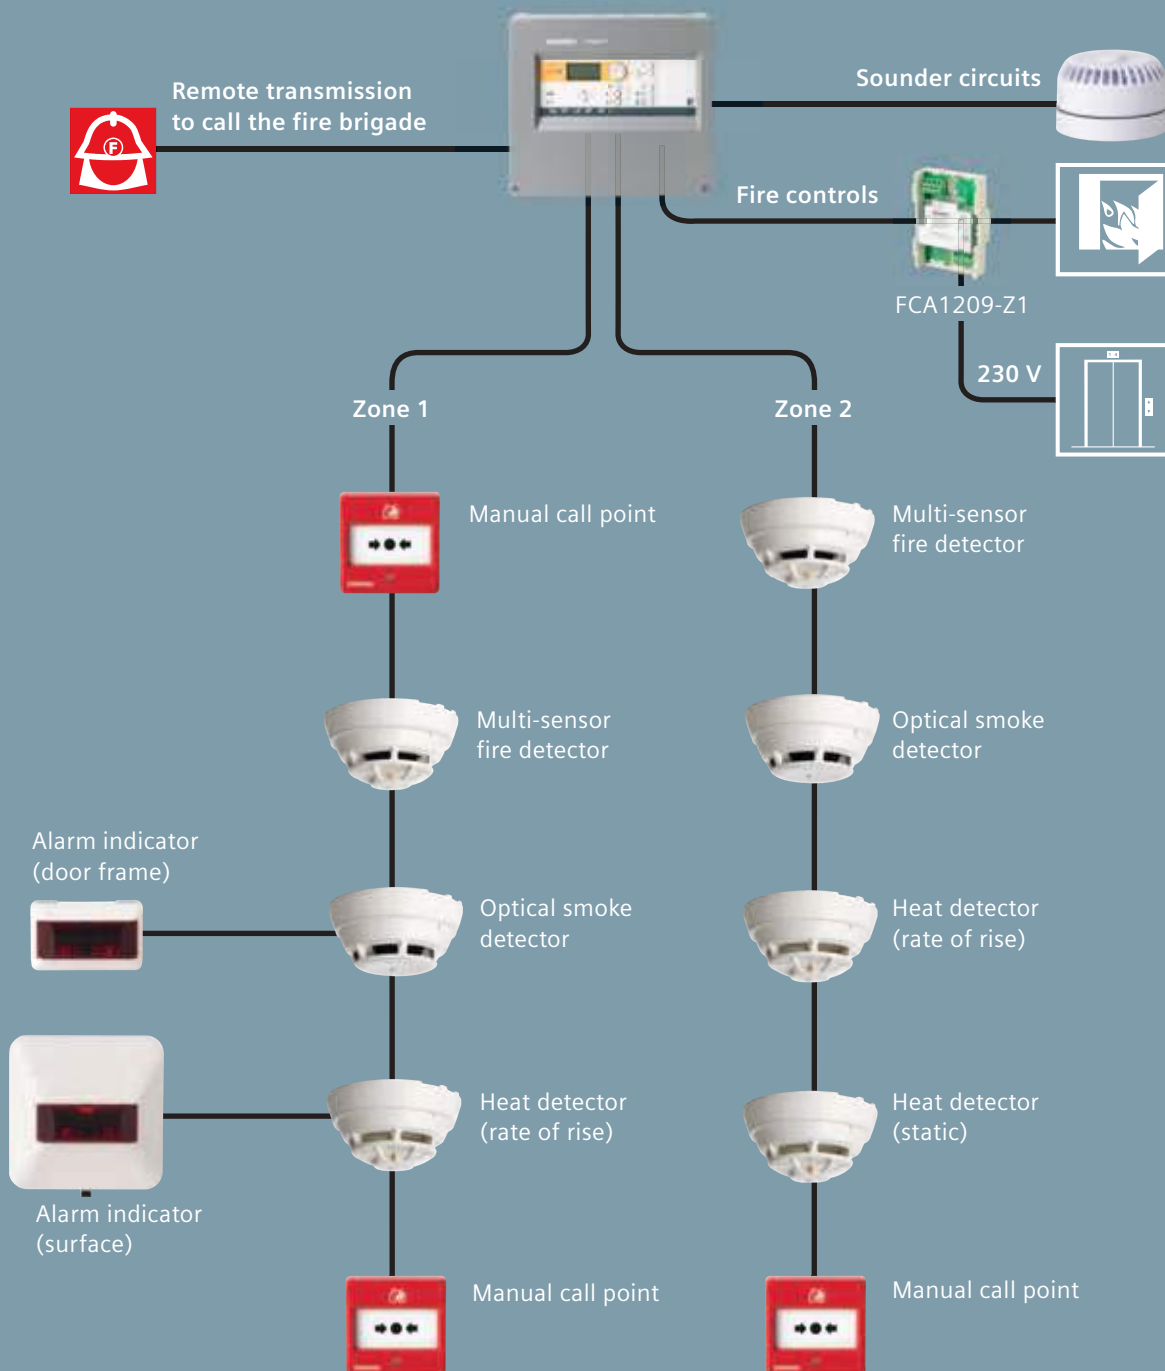 Remote transmission
to call the fire brigade
F
Sounder circuits
Fire controls
FCA1209-Z1
230 V
Zone 1
Zone 2
Manual call point
Multi-sensor
fire detector
Multi-sensor
fire detector
Optical smoke
detector
Alarm indicator
(door frame)
Optical smoke
detector
Heat detector
(rate of rise)
Heat detector
(rate of rise)
Heat detector
(static)
Alarm indicator
(surface)
Manual call point
Manual call point